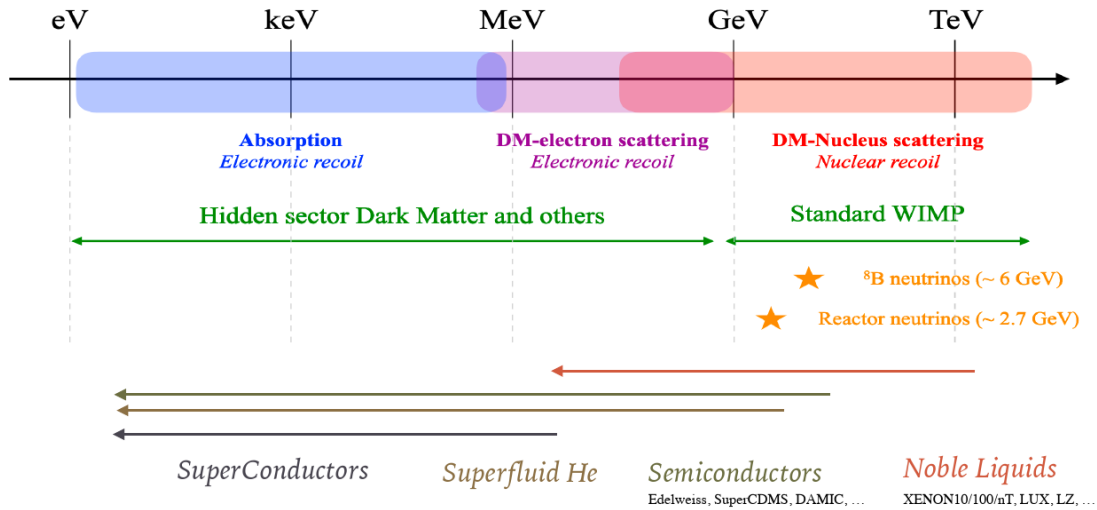 eV keV MeV GeV TeV
Absorption DM-electron scattering DM-Nucleus scattering
Electronic recoil Electronic recoil Nuclear recoil
Hidden sector Dark Matter and others Standard WIMP
⁸B neutrinos (~ 6 GeV)
Reactor neutrinos (~ 2.7 GeV)
SuperConductors Superfluid He Semiconductors Noble Liquids
Edelweiss, SuperCDMS, DAMIC, … XENON10/100/nT, LUX, LZ, …